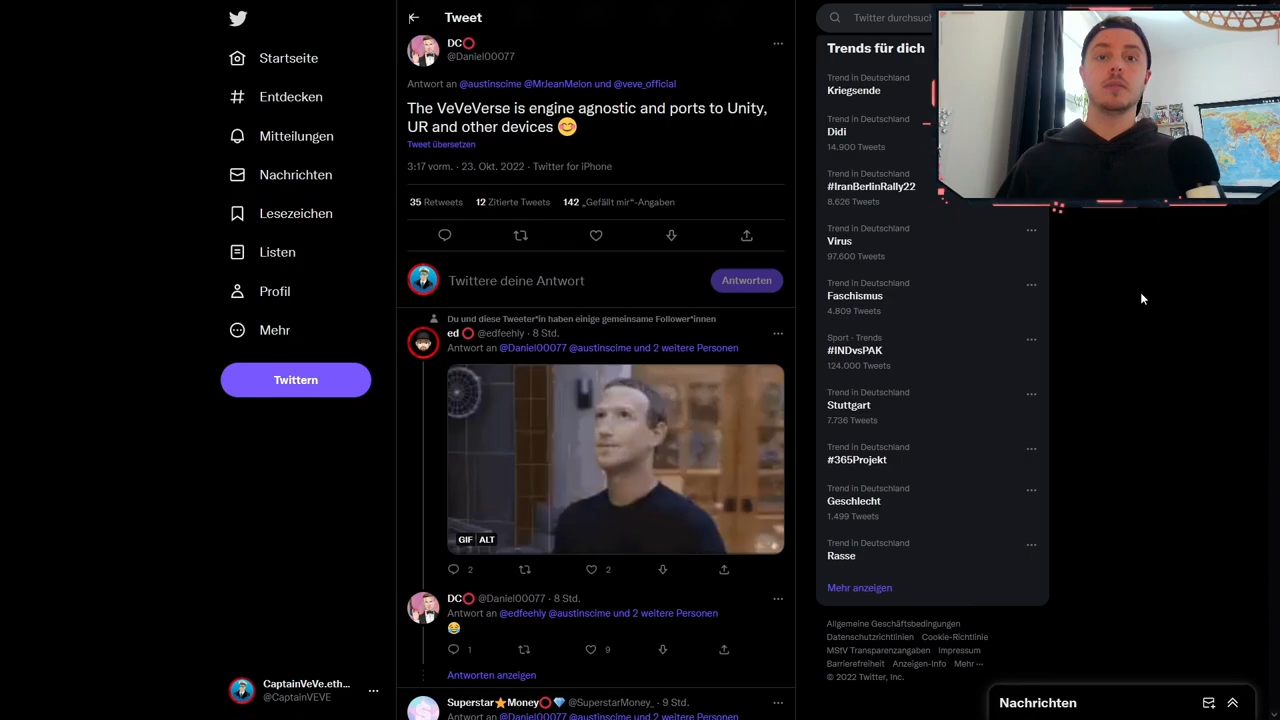 Startseite
Entdecken
Mitteilungen
Nachrichten
Lesezeichen
Listen
Profil
Mehr
Twittern
CaptainVeVe.eth...
@CaptainVEVE
Tweet
DC⭕
@Daniel00077
Antwort an @austinscime @MrJeanMelon und @veve_official
The VeVeVerse is engine agnostic and ports to Unity,
UR and other devices 😊
Tweet übersetzen
3:17 vorm. · 23. Okt. 2022 · Twitter for iPhone
35 Retweets 12 Zitierte Tweets 142 „Gefällt mir“-Angaben
Twittere deine Antwort
Antworten
Du und diese Tweeter*in haben einige gemeinsame Follower*innen
ed ⭕ @edfeehly · 8 Std.
Antwort an @Daniel00077 @austinscime und 2 weitere Personen
GIF ALT
2 2
DC⭕ @Daniel00077 · 8 Std.
Antwort an @edfeehly @austinscime und 2 weitere Personen
😂
1 9
Antworten anzeigen
Superstar⭐Money⭕💎 @SuperstarMoney_ · 9 Std.
Antwort an @Daniel00077 @austinscime und 2 weitere Personen
Twitter durchsuch
Trends für dich
Trend in Deutschland
Kriegsende
Trend in Deutschland
Didi
14.900 Tweets
Trend in Deutschland
#IranBerlinRally22
8.626 Tweets
Trend in Deutschland
Virus
97.600 Tweets
Trend in Deutschland
Faschismus
4.809 Tweets
Sport · Trends
#INDvsPAK
124.000 Tweets
Trend in Deutschland
Stuttgart
7.736 Tweets
Trend in Deutschland
#365Projekt
Trend in Deutschland
Geschlecht
1.499 Tweets
Trend in Deutschland
Rasse
Mehr anzeigen
Allgemeine Geschäftsbedingungen
Datenschutzrichtlinien Cookie-Richtlinie
MStV Transparenzangaben Impressum
Barrierefreiheit Anzeigen-Info Mehr ···
© 2022 Twitter, Inc.
Nachrichten